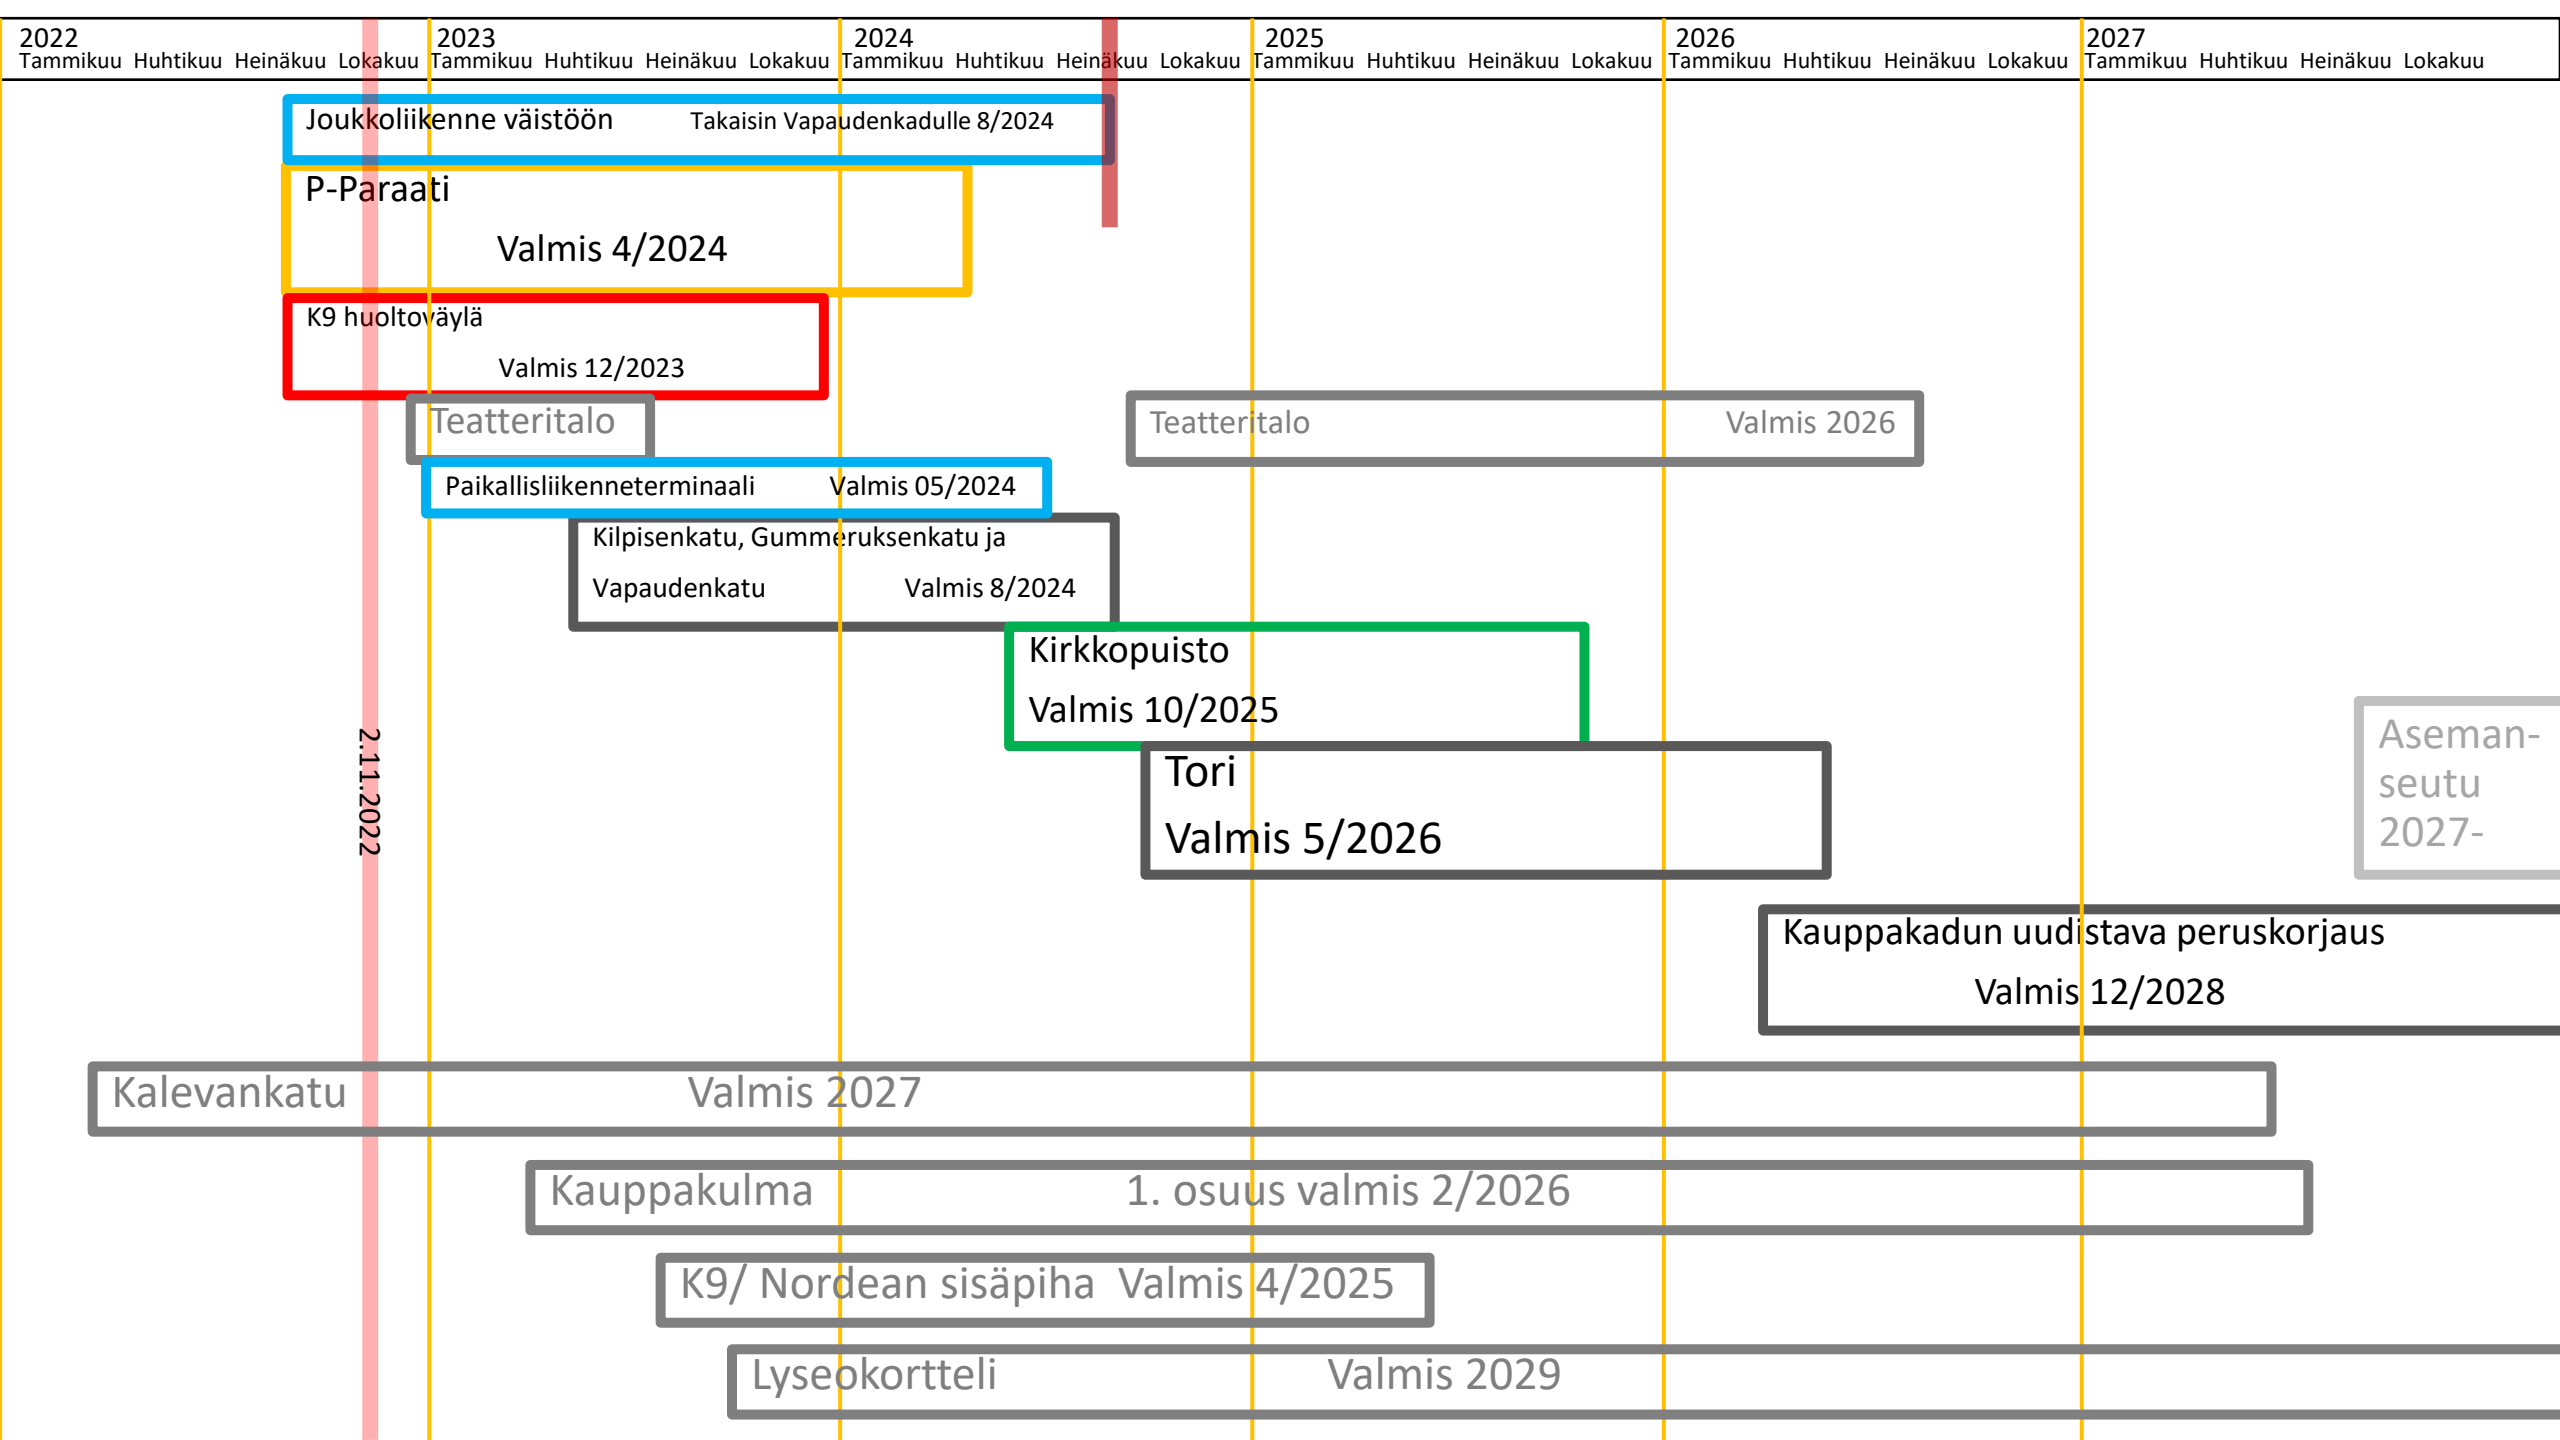 2022 2023 2024 2025 2026 2027
Tammikuu Huhtikuu Heinäkuu Lokakuu Tammikuu Huhtikuu Heinäkuu Lokakuu Tammikuu Huhtikuu Heinäkuu Lokakuu Tammikuu Huhtikuu Heinäkuu Lokakuu Tammikuu Huhtikuu Heinäkuu Lokakuu Tammikuu Huhtikuu Heinäkuu Lokakuu
Joukkoliikenne väistöön Takaisin Vapaudenkadulle 8/2024
P-Paraati
Valmis 4/2024
K9 huoltoväylä
Valmis 12/2023
Teatteritalo
Teatteritalo Valmis 2026
Paikallisliikenneterminaali Valmis 05/2024
Kilpisenkatu, Gummeruksenkatu ja
Vapaudenkatu Valmis 8/2024
Kirkkopuisto
Valmis 10/2025
2.11.2022
Tori
Valmis 5/2026
Aseman-
seutu
2027-
Kauppakadun uudistava peruskorjaus
Valmis 12/2028
Kalevankatu Valmis 2027
Kauppakulma 1. osuus valmis 2/2026
K9/ Nordean sisäpiha Valmis 4/2025
Lyseokortteli Valmis 2029